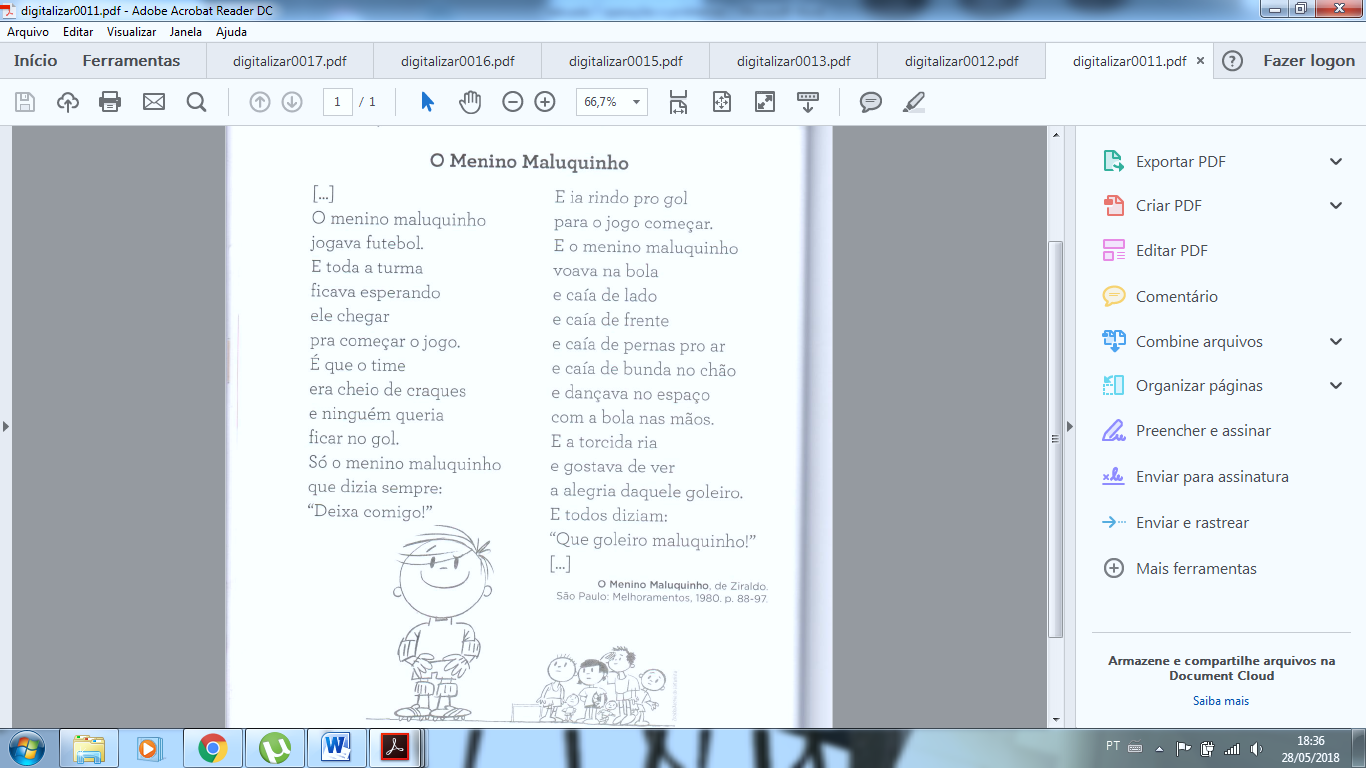 digitalizar0011.pdf - Adobe Acrobat Reader DC
Arquivo Editar Visualizar Janela Ajuda
Início Ferramentas digitalizar0017.pdf digitalizar0016.pdf digitalizar0015.pdf digitalizar0013.pdf digitalizar0012.pdf digitalizar0011.pdf Fazer logon
1 / 1 66,7%
O Menino Maluquinho
[...]
O menino maluquinho
jogava futebol.
E toda a turma
ficava esperando
ele chegar
pra começar o jogo.
É que o time
era cheio de craques
e ninguém queria
ficar no gol.
Só o menino maluquinho
que dizia sempre:
“Deixa comigo!”
E ia rindo pro gol
para o jogo começar.
E o menino maluquinho
voava na bola
e caía de lado
e caía de frente
e caía de pernas pro ar
e caía de bunda no chão
e dançava no espaço
com a bola nas mãos.
E a torcida ria
e gostava de ver
a alegria daquele goleiro.
E todos diziam:
“Que goleiro maluquinho!”
[...]
O Menino Maluquinho, de Ziraldo.
São Paulo: Melhoramentos, 1980. p. 88-97.
Exportar PDF
Criar PDF
Editar PDF
Comentário
Combine arquivos
Organizar páginas
Preencher e assinar
Enviar para assinatura
Enviar e rastrear
Mais ferramentas
Armazene e compartilhe arquivos na
Document Cloud
Saiba mais
PT
18:36
28/05/2018